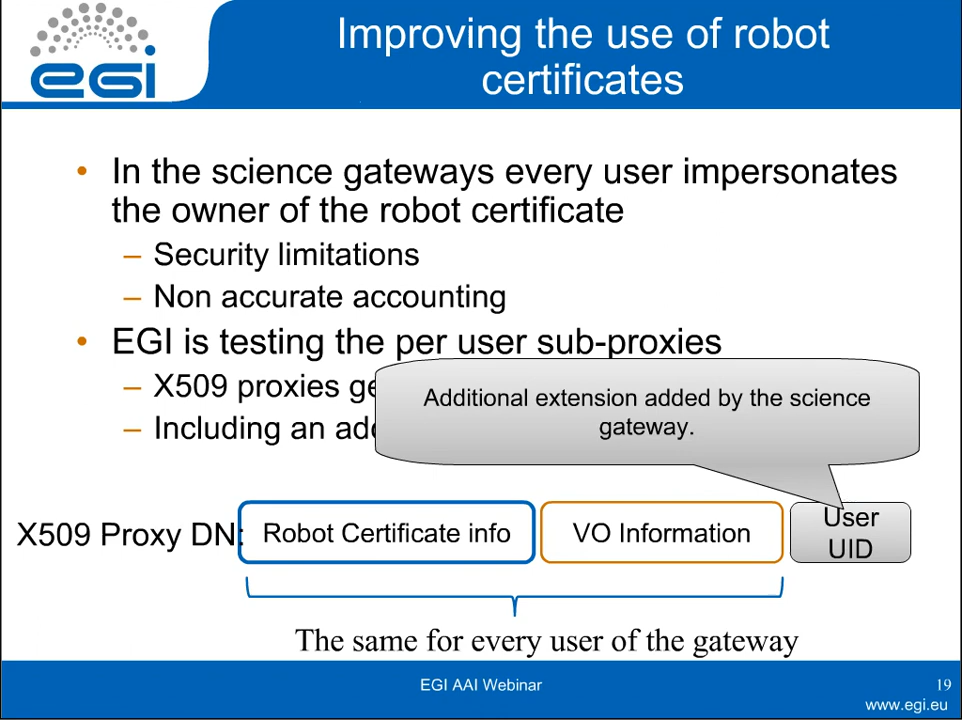 Improving the use of robot
certificates
egi
• In the science gateways every user impersonates
the owner of the robot certificate
– Security limitations
– Non accurate accounting
• EGI is testing the per user sub-proxies
– X509 proxies
– Including an
Additional extension added by the science
gateway.
X509 Proxy DN:
Robot Certificate info
VO Information
User
UID
The same for every user of the gateway
EGI AAI Webinar
19
www.egi.eu